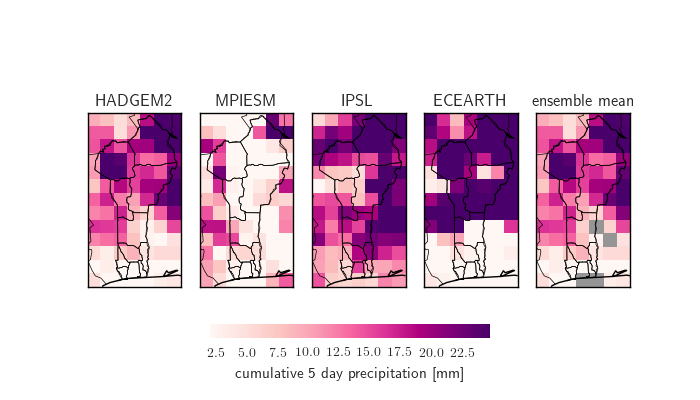 HADGEM2 MPIESM IPSL ECEARTH ensemble mean
2.5 5.0 7.5 10.0 12.5 15.0 17.5 20.0 22.5
cumulative 5 day precipitation [mm]